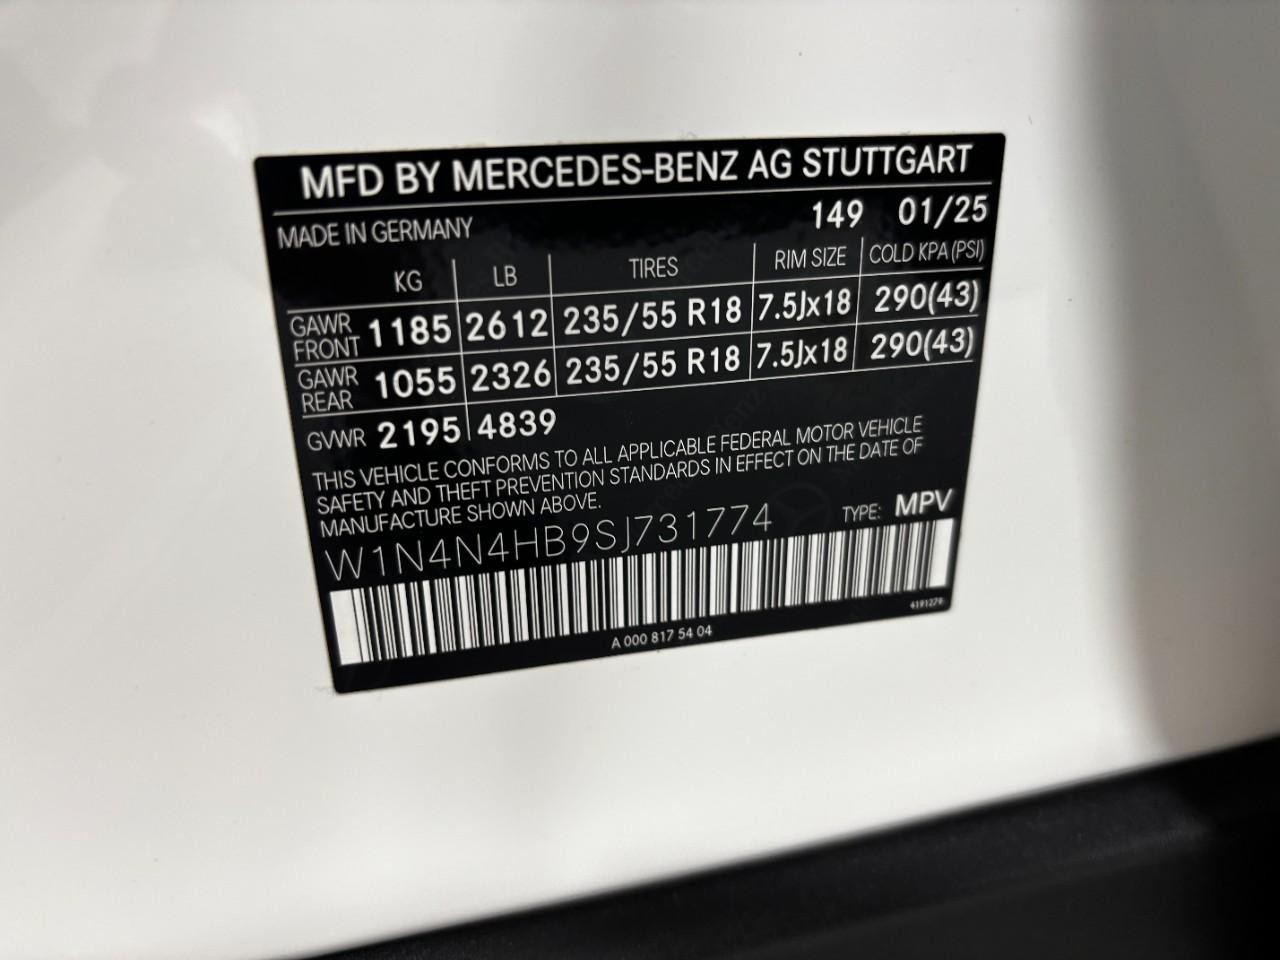 MFD BY MERCEDES-BENZ AG STUTTGART
MADE IN GERMANY 149 01/25
KG LB TIRES RIM SIZE COLD KPA (PSI)
GAWR FRONT 1185 2612 235/55 R18 7.5Jx18 290(43)
GAWR REAR 1055 2326 235/55 R18 7.5Jx18 290(43)
GVWR 2195 4839
THIS VEHICLE CONFORMS TO ALL APPLICABLE FEDERAL MOTOR VEHICLE
SAFETY AND THEFT PREVENTION STANDARDS IN EFFECT ON THE DATE OF
MANUFACTURE SHOWN ABOVE.
W1N4N4HB9SJ731774 TYPE: MPV
A 000 817 54 04